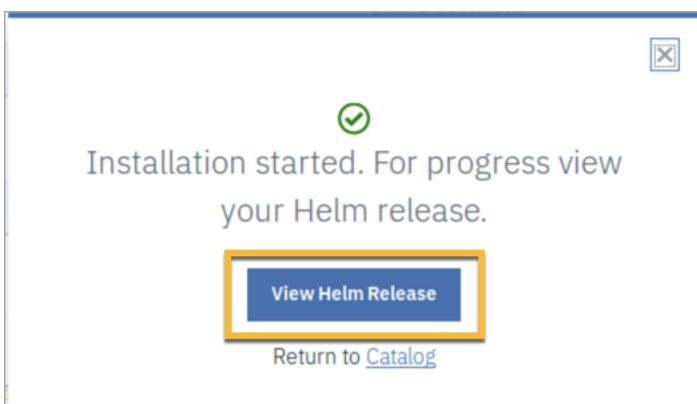 Installation started. For progress view
your Helm release.
View Helm Release
Return to Catalog